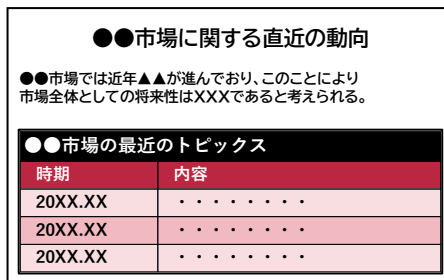 ●●市場に関する直近の動向
●●市場では近年▲▲が進んでおり、このことにより
市場全体としての将来性はXXXであると考えられる。
●●市場の最近のトピックス
時期 内容
20XX.XX ・・・・・・・・
20XX.XX ・・・・・・・・
20XX.XX ・・・・・・・・